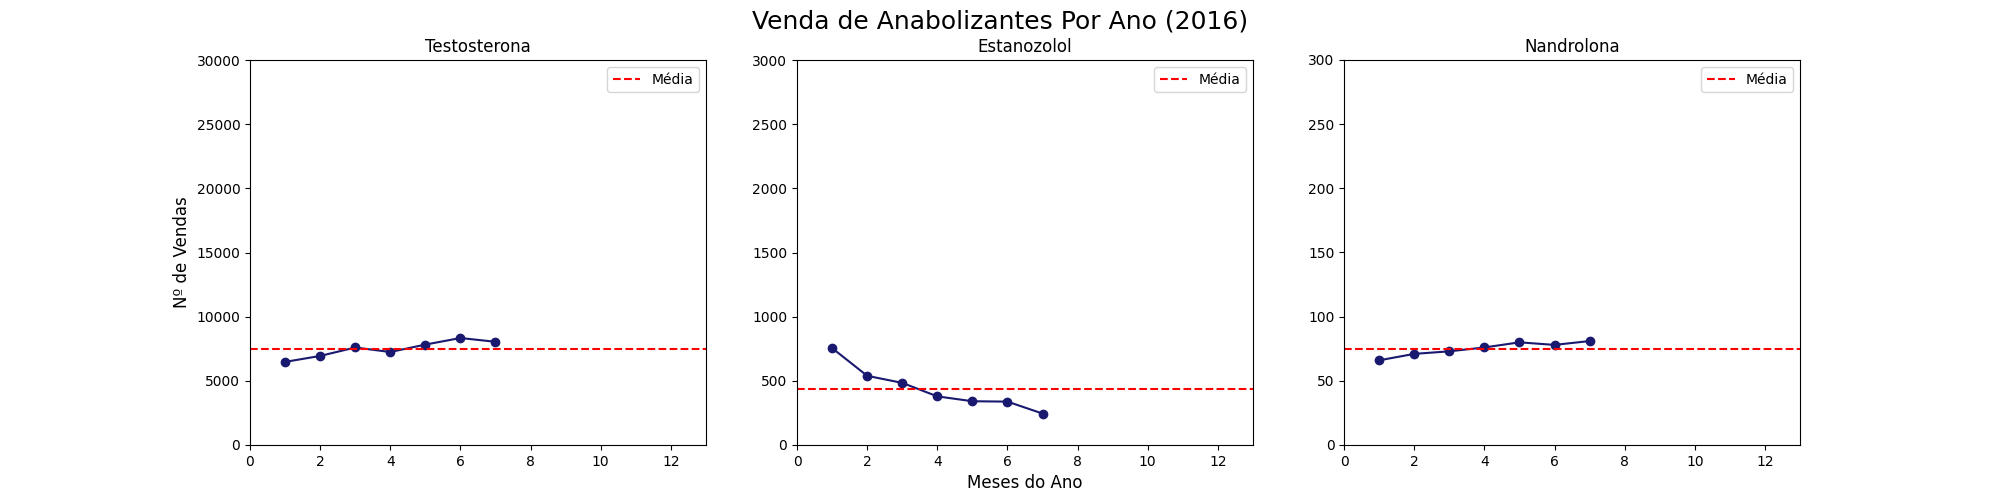 Venda de Anabolizantes Por Ano (2016)
Testosterona
Nº de Vendas
30000
25000
20000
15000
10000
5000
0
0 2 4 6 8 10 12
Média
Estanozolol
3000
2500
2000
1500
1000
500
0
0 2 4 6 8 10 12
Média
Meses do Ano
Nandrolona
300
250
200
150
100
50
0
0 2 4 6 8 10 12
Média